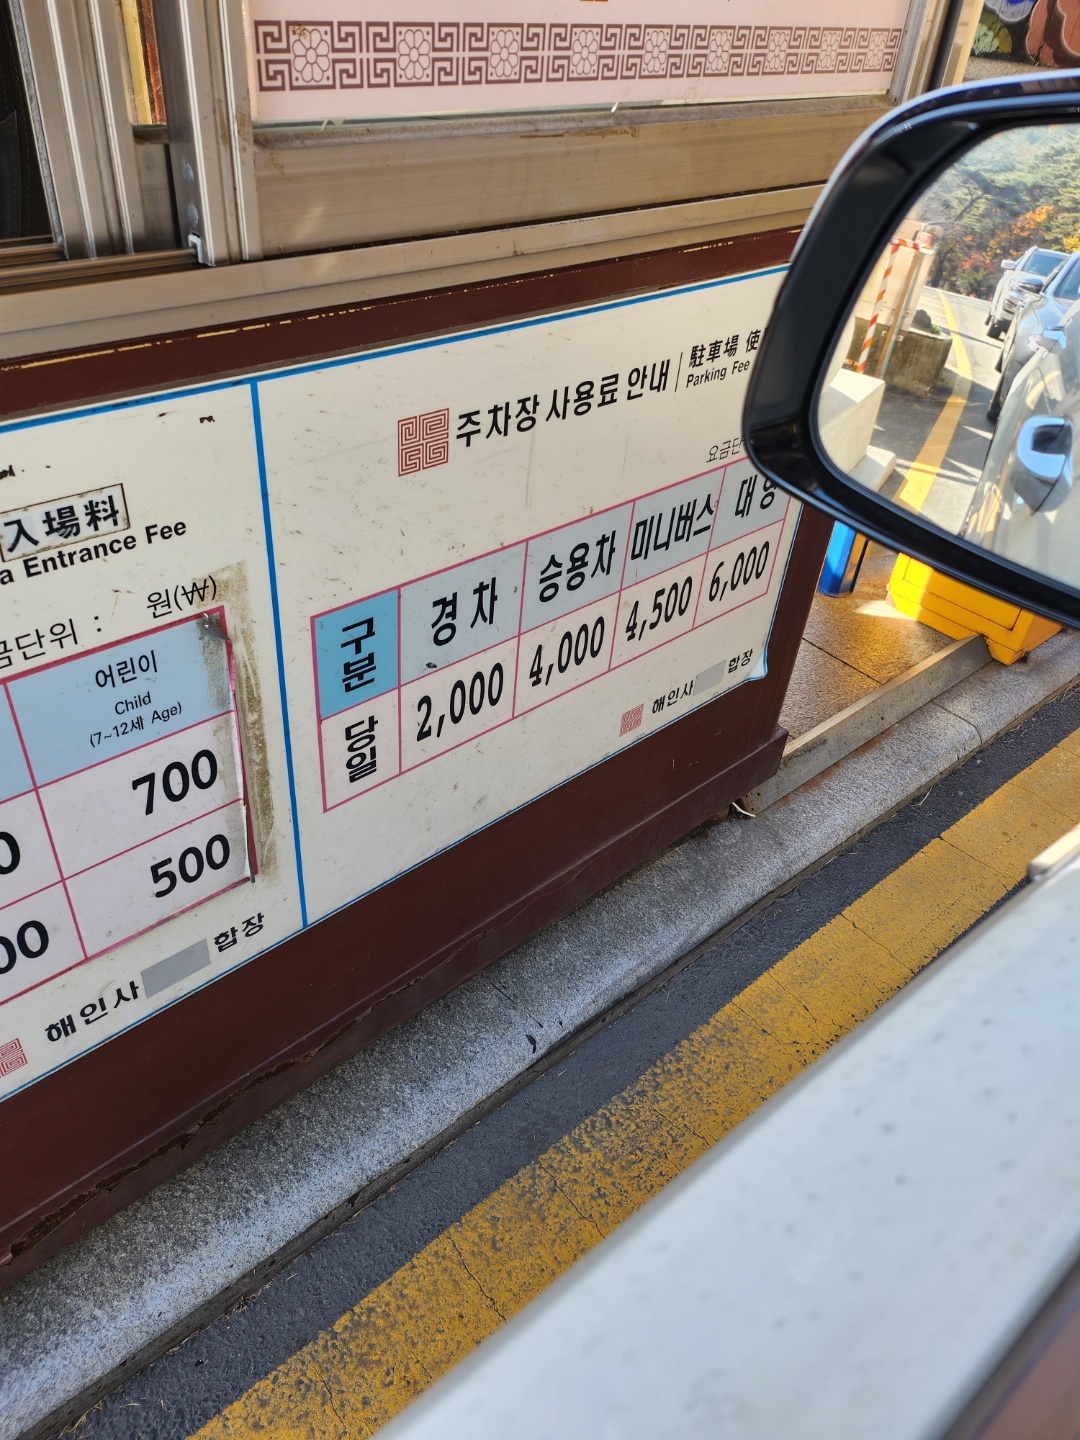 入場料
a Entrance Fee
금단위 : 원(₩)
어린이
Child
(7~12세 Age)
700
500
00
해인사 합장
주차장 사용료 안내 | 駐車場 使
Parking Fee
요금단
구분 경차 승용차 미니버스 대형
당일 2,000 4,000 4,500 6,000
해인사 합장